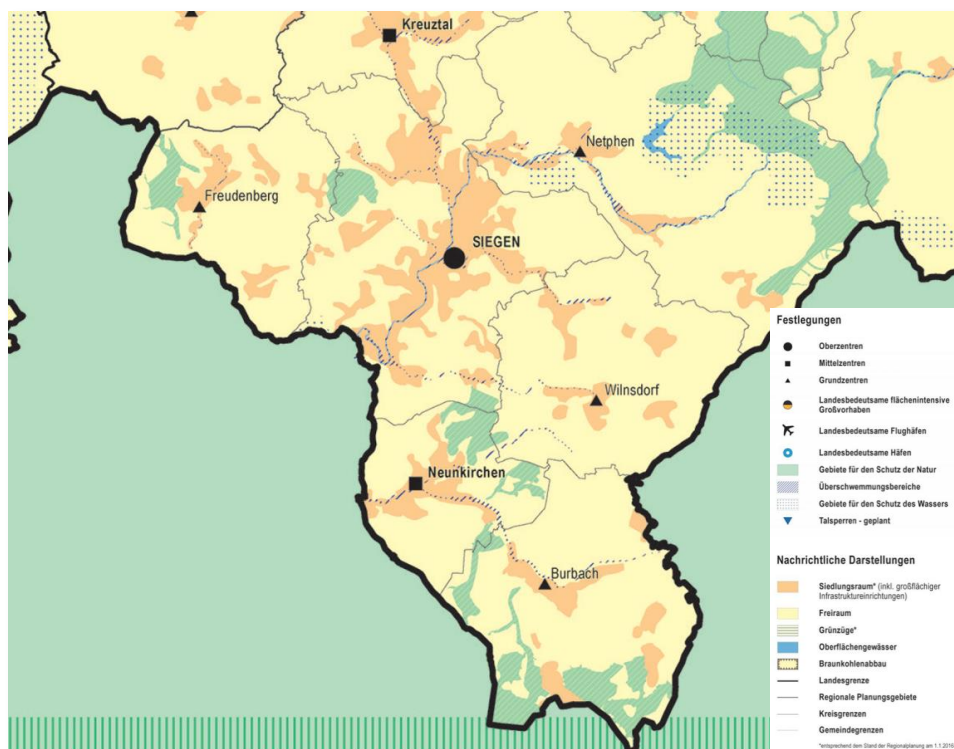 Kreuztal
Netphen
Freudenberg
SIEGEN
Wilnsdorf
Neunkirchen
Burbach
Festlegungen
Oberzentren
Mittelzentren
Grundzentren
Landesbedeutsame flächenintensive
Großvorhaben
Landesbedeutsame Flughäfen
Landesbedeutsame Häfen
Gebiete für den Schutz der Natur
Überschwemmungsbereiche
Gebiete für den Schutz des Wassers
Talsperren - geplant
Nachrichtliche Darstellungen
Siedlungsraum* (inkl. großflächiger
Infrastruktureinrichtungen)
Freiraum
Grünzüge*
Oberflächengewässer
Braunkohlenabbau
Landesgrenze
Regionale Planungsgebiete
Kreisgrenzen
Gemeindegrenzen
*entsprechend dem Stand der Regionalplanung am 1.1.2016